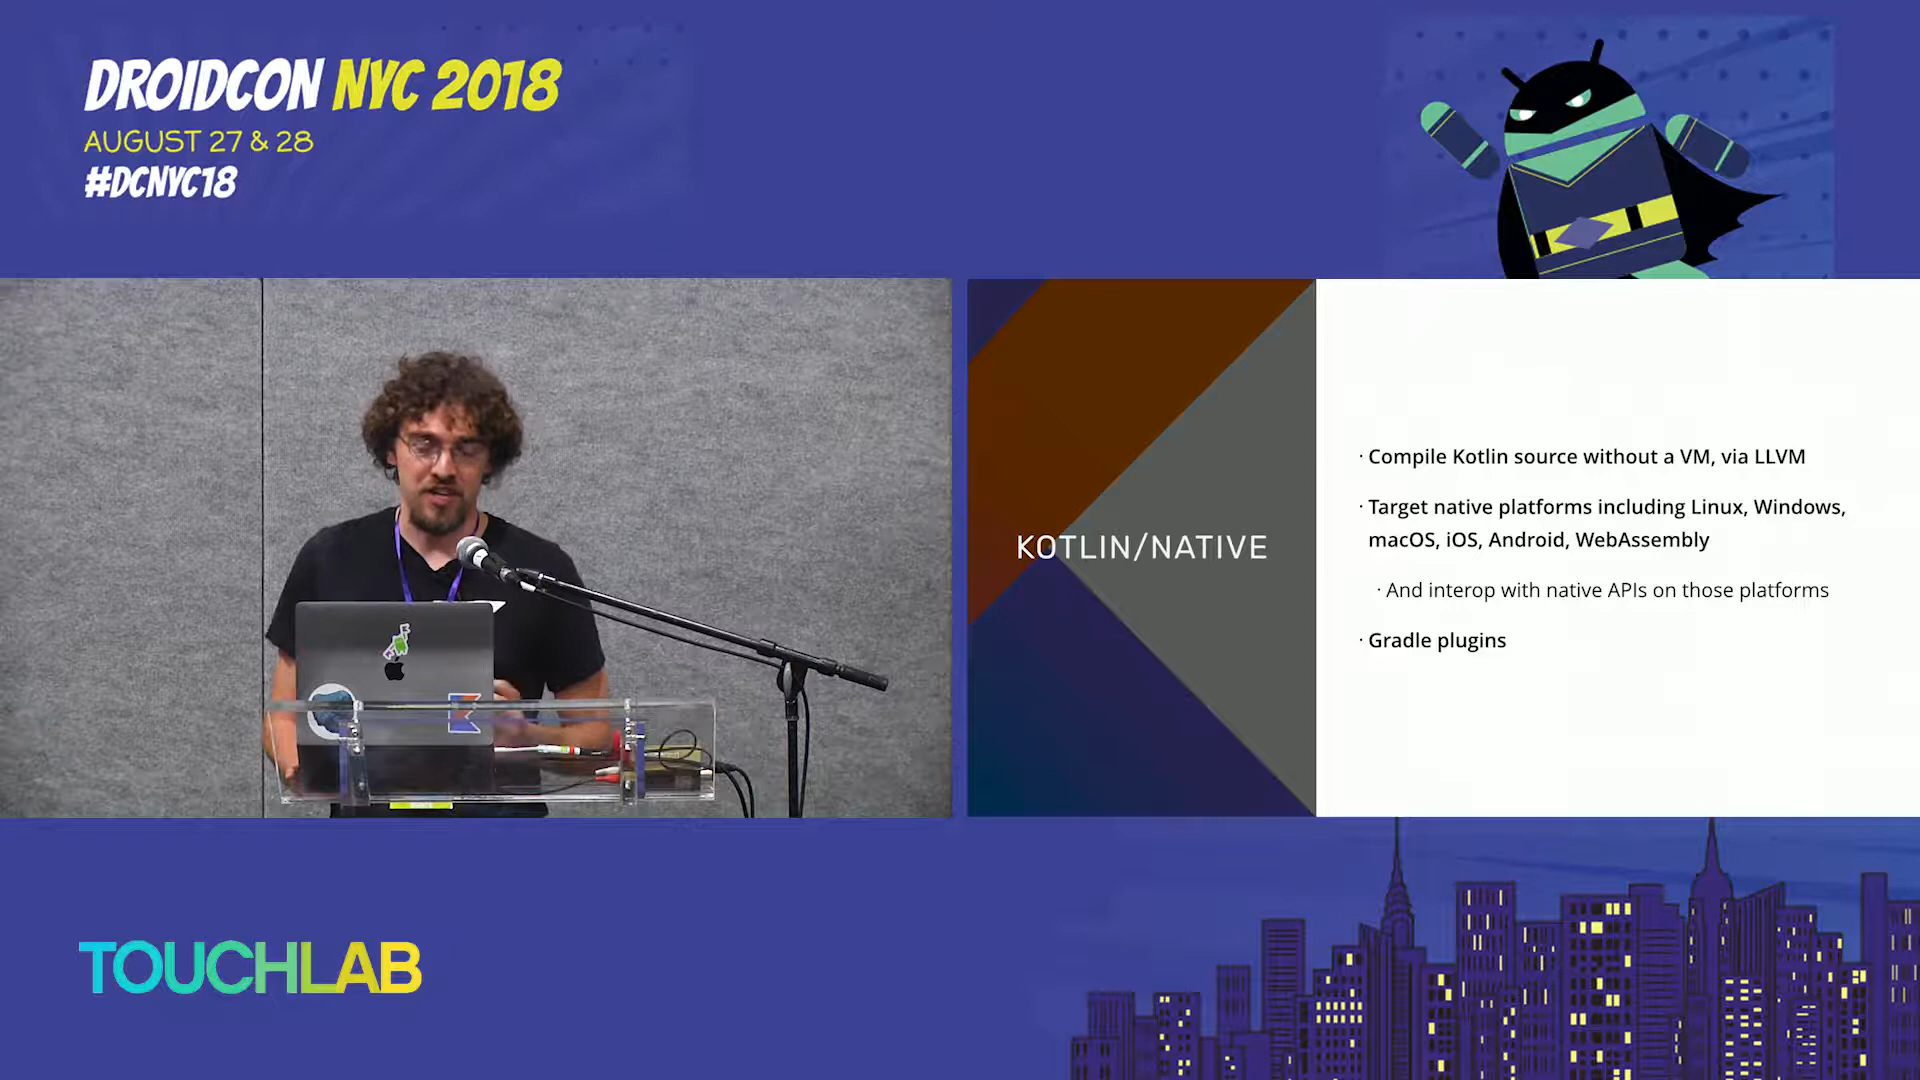 DROIDCON NYC 2018
AUGUST 27 & 28
#DCNYC18
KOTLIN/NATIVE
· Compile Kotlin source without a VM, via LLVM
· Target native platforms including Linux, Windows,
macOS, iOS, Android, WebAssembly
· And interop with native APIs on those platforms
· Gradle plugins
TOUCHLAB